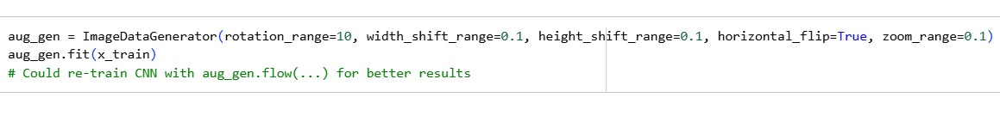 aug_gen = ImageDataGenerator(rotation_range=10, width_shift_range=0.1, height_shift_range=0.1, horizontal_flip=True, zoom_range=0.1)
aug_gen.fit(x_train)
# Could re-train CNN with aug_gen.flow(...) for better results